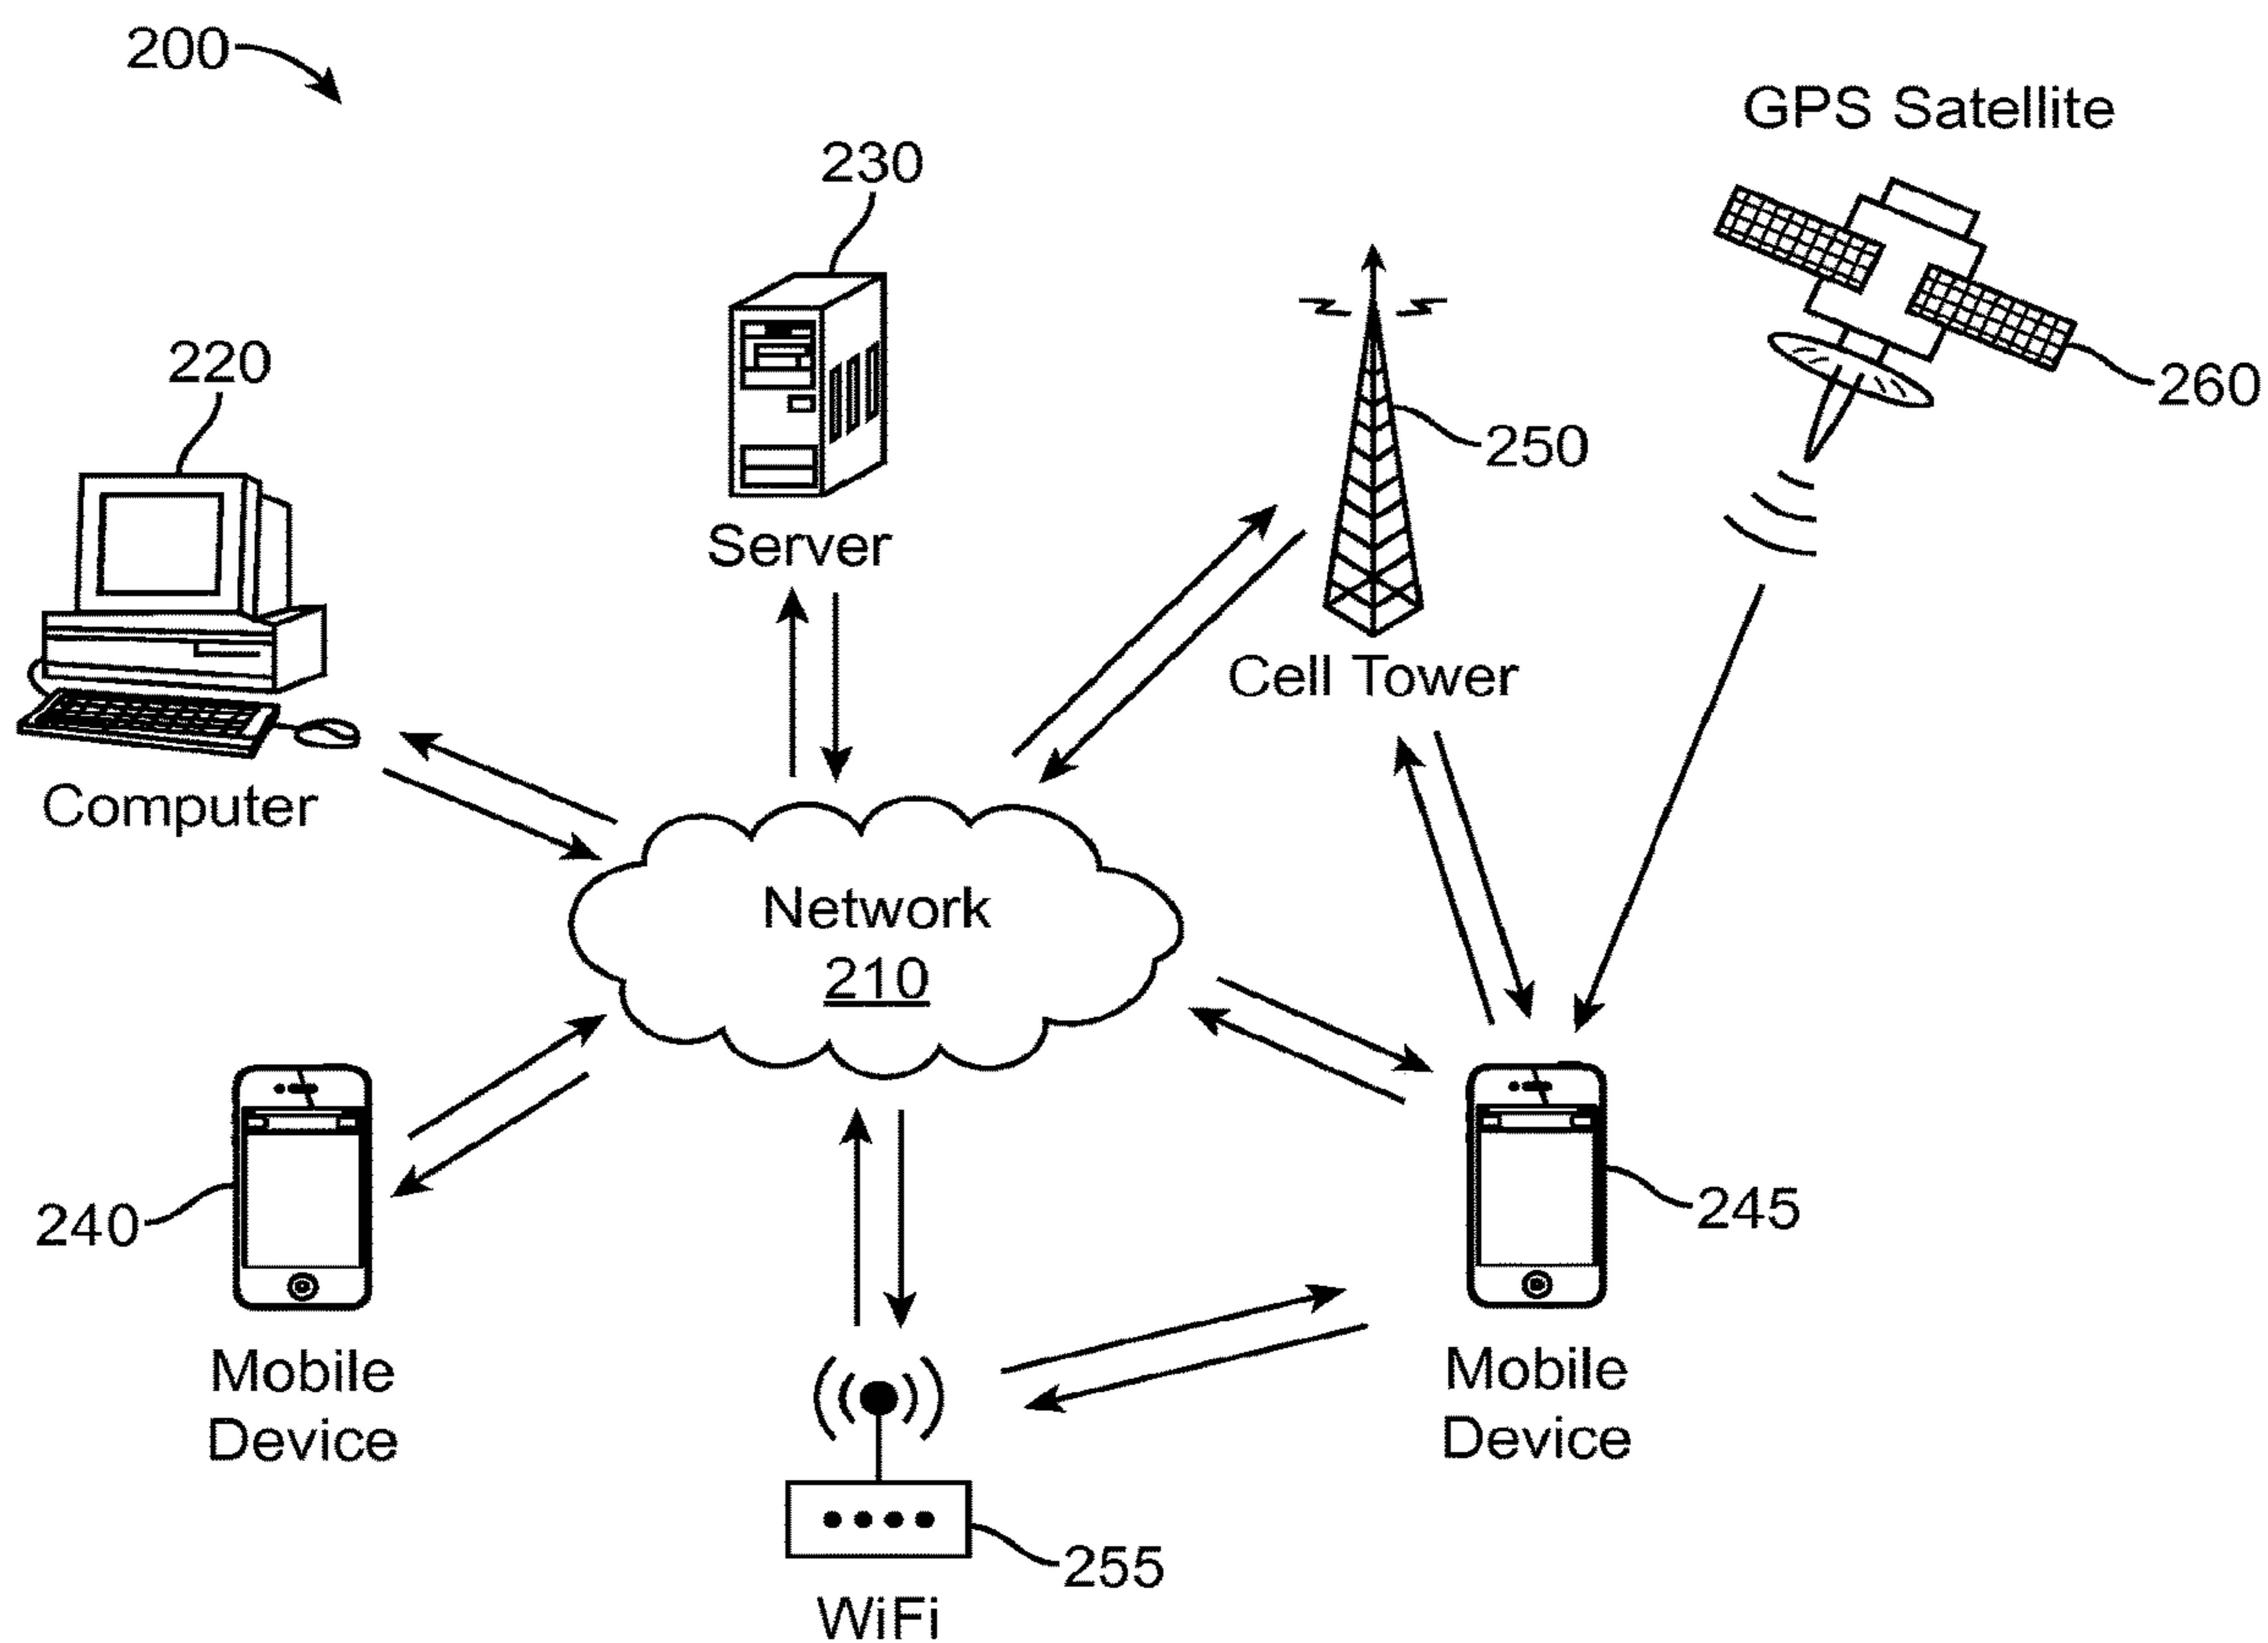 200
GPS Satellite
230
220
260
250
Server
Cell Tower
Computer
Network
210
240
245
Mobile
Device
Mobile
Device
255
WiFi